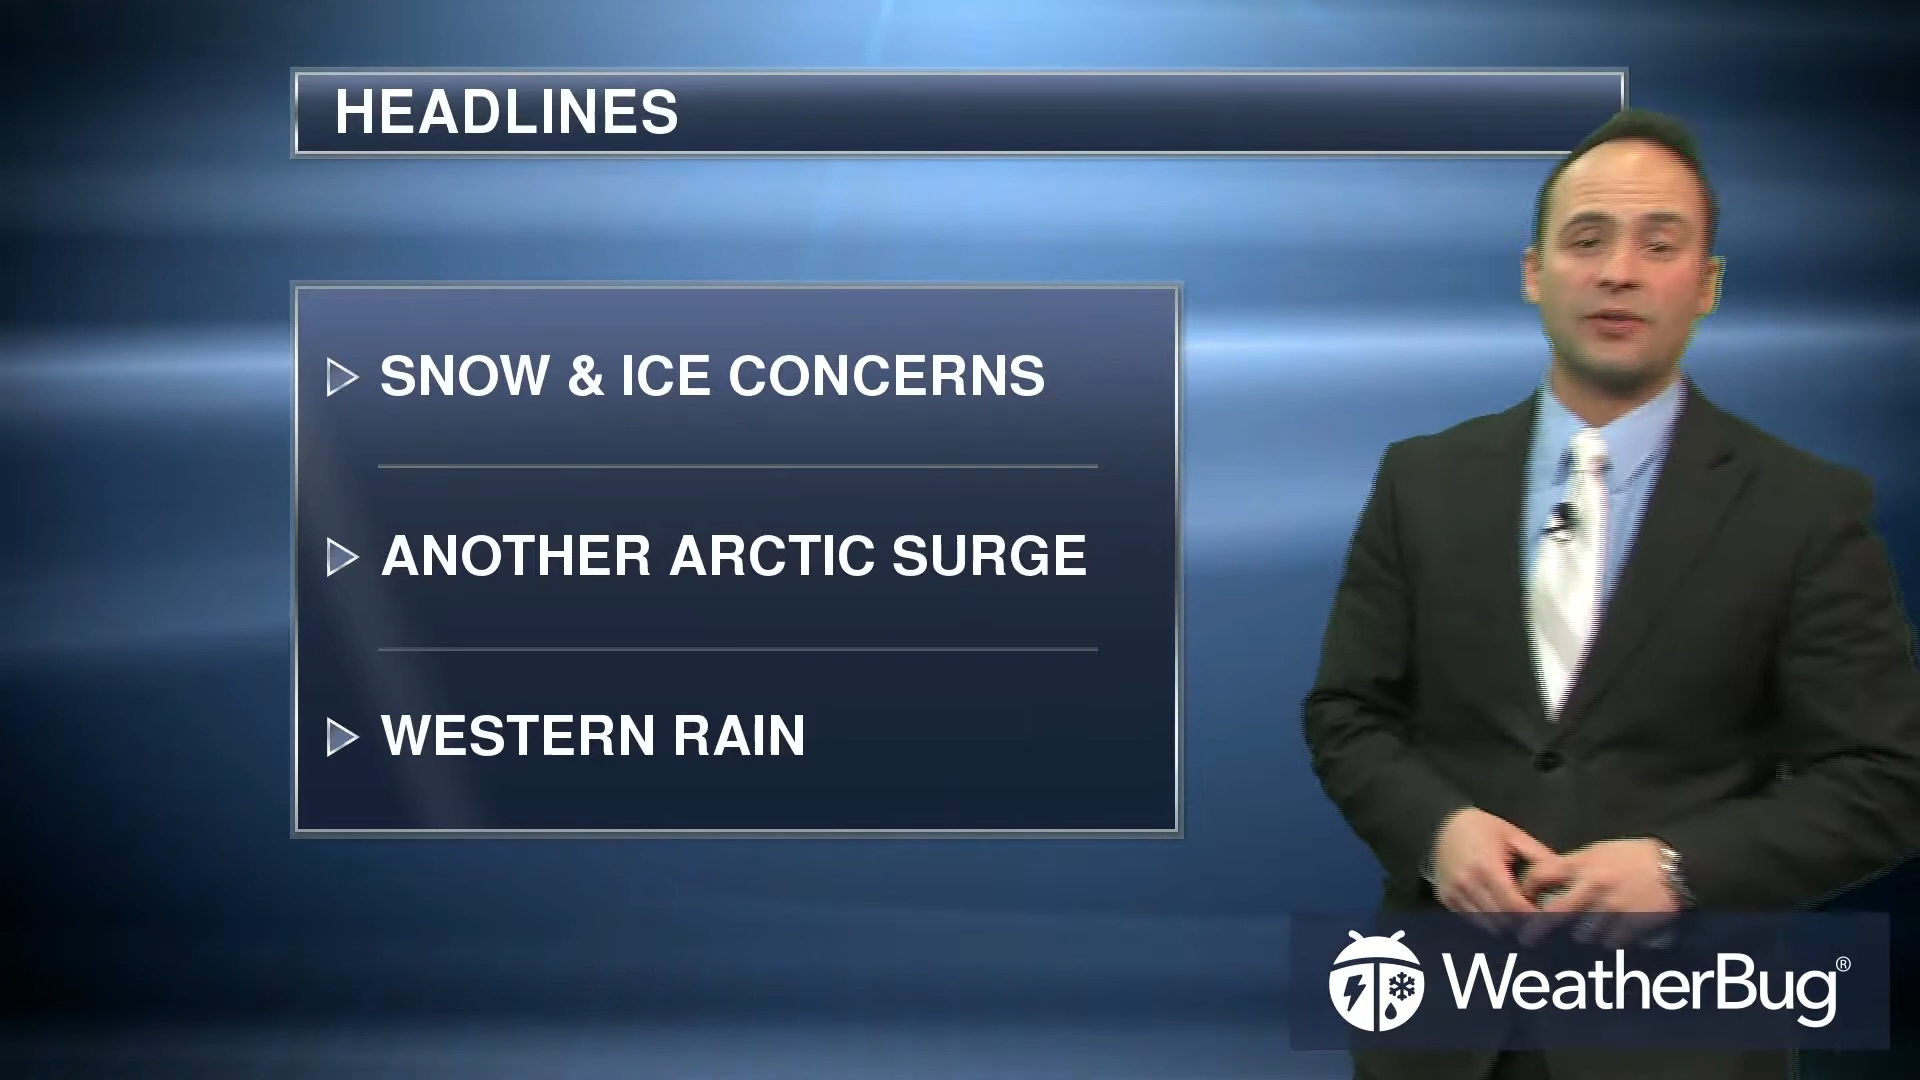 HEADLINES
SNOW & ICE CONCERNS
ANOTHER ARCTIC SURGE
WESTERN RAIN
WeatherBug®